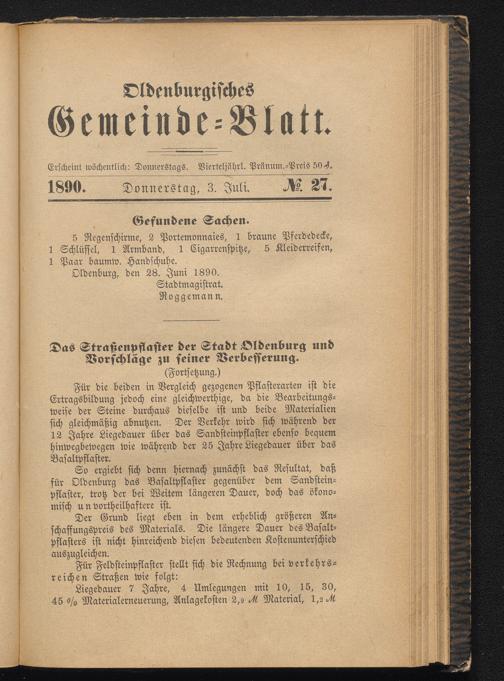 Oldenburgisches
Gemeinde-Blatt.
Erscheint wöchentlich: Donnerstags. Vierteljährl. Pränum.-Preis 50 ₰.
1890. Donnerstag, 3. Juli. № 27.
Gefundene Sachen.
5 Regenschirme, 2 Portemonnaies, 1 braune Pferdedecke,
1 Schlüssel, 1 Armband, 1 Cigarrenspitze, 5 Kleiderreifen,
1 Paar baumw. Handschuhe.
Oldenburg, den 28. Juni 1890.
Stadtmagistrat.
Roggemann.
Das Straßenpflaster der Stadt Oldenburg und
Vorschläge zu seiner Verbesserung.
(Fortsetzung.)
Für die beiden in Vergleich gezogenen Pflasterarten ist die
Ertragsbildung jedoch eine gleichwerthige, da die Bearbeitungs-
weise der Steine durchaus dieselbe ist und beide Materialien
sich gleichmäßig abnutzen. Der Verkehr wird sich während der
12 Jahre Liegedauer über das Sandsteinpflaster ebenso bequem
hinwegbewegen wie während der 25 Jahre Liegedauer über das
Basaltpflaster.
So ergiebt sich denn hiernach zunächst das Resultat, daß
für Oldenburg das Basaltpflaster gegenüber dem Sandstein-
pflaster, trotz der bei Weitem längeren Dauer, doch das ökono-
misch unvortheilhaftere ist.
Der Grund liegt eben in dem erheblich größeren An-
schaffungspreis des Materials. Die längere Dauer des Basalt-
pflasters ist nicht hinreichend diesen bedeutenden Kostenunterschied
auszugleichen.
Für Feldsteinpflaster stellt sich die Rechnung bei verkehrs-
reichen Straßen wie folgt:
Liegedauer 7 Jahre, 4 Umlegungen mit 10, 15, 30,
45 % Materialerneuerung, Anlagekosten 2,9 ℳ Material, 1,2 ℳ